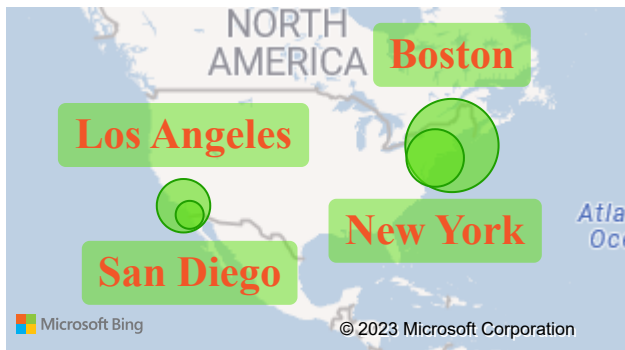 NORTH
AMERICA
Boston
Los Angeles
New York
San Diego
Atla
Oce
Microsoft Bing
© 2023 Microsoft Corporation